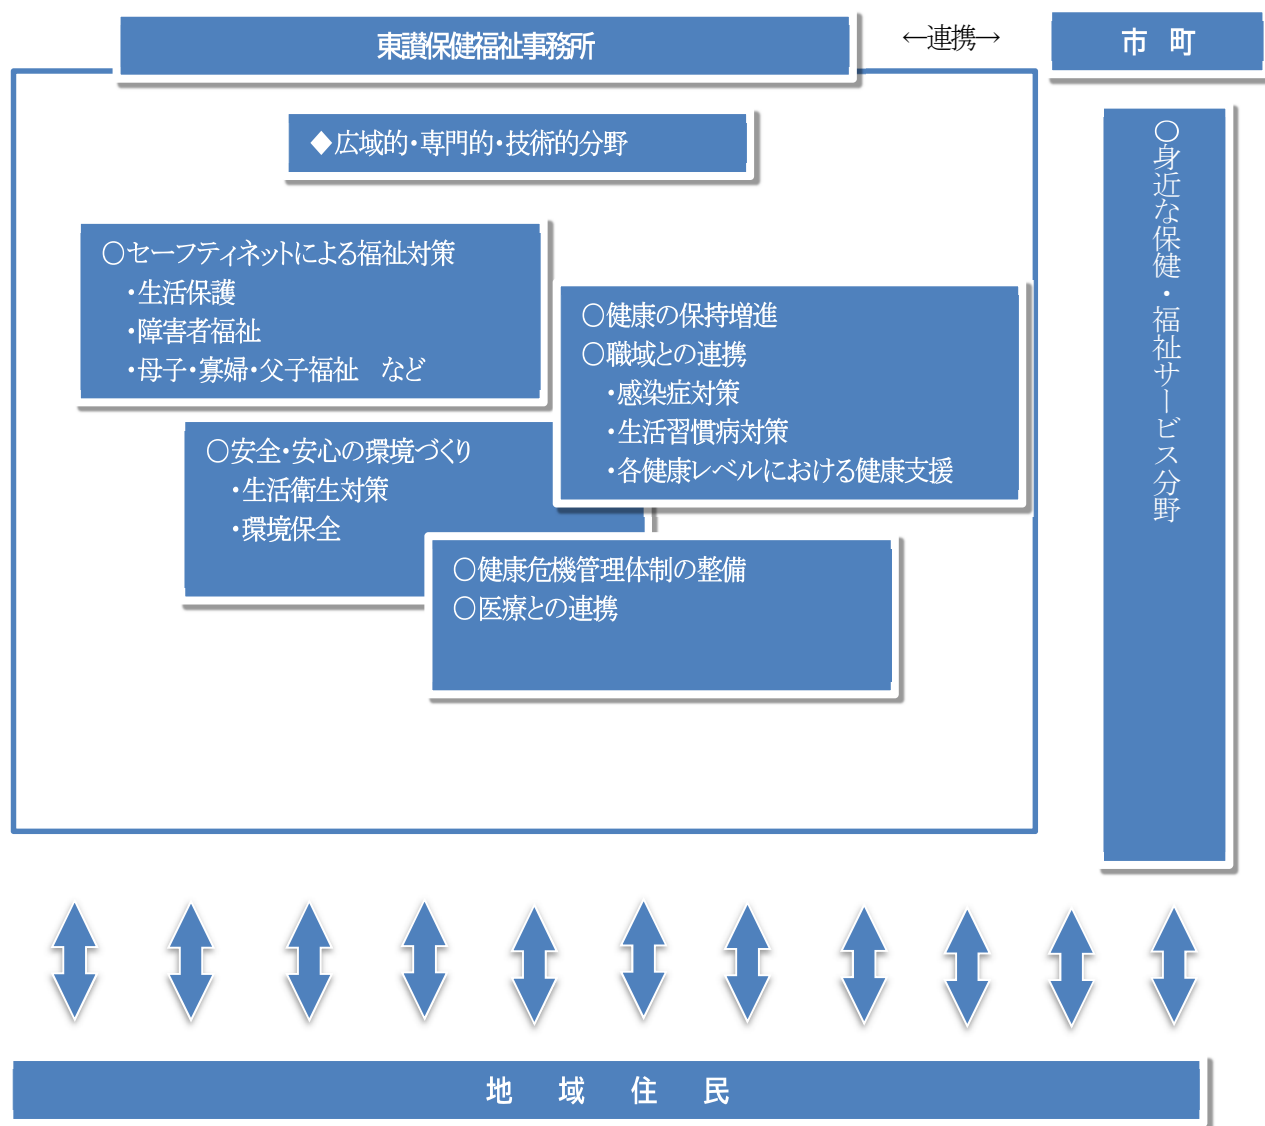 東讃保健福祉事務所
←連携→
市　町
◆広域的・専門的・技術的分野
○セーフティネットによる福祉対策
・生活保護
・障害者福祉
・母子・寡婦・父子福祉　など
○健康の保持増進
○職域との連携
・感染症対策
・生活習慣病対策
・各健康レベルにおける健康支援
○安全・安心の環境づくり
・生活衛生対策
・環境保全
○健康危機管理体制の整備
○医療との連携
○身近な保健・福祉サービス分野
地　域　住　民